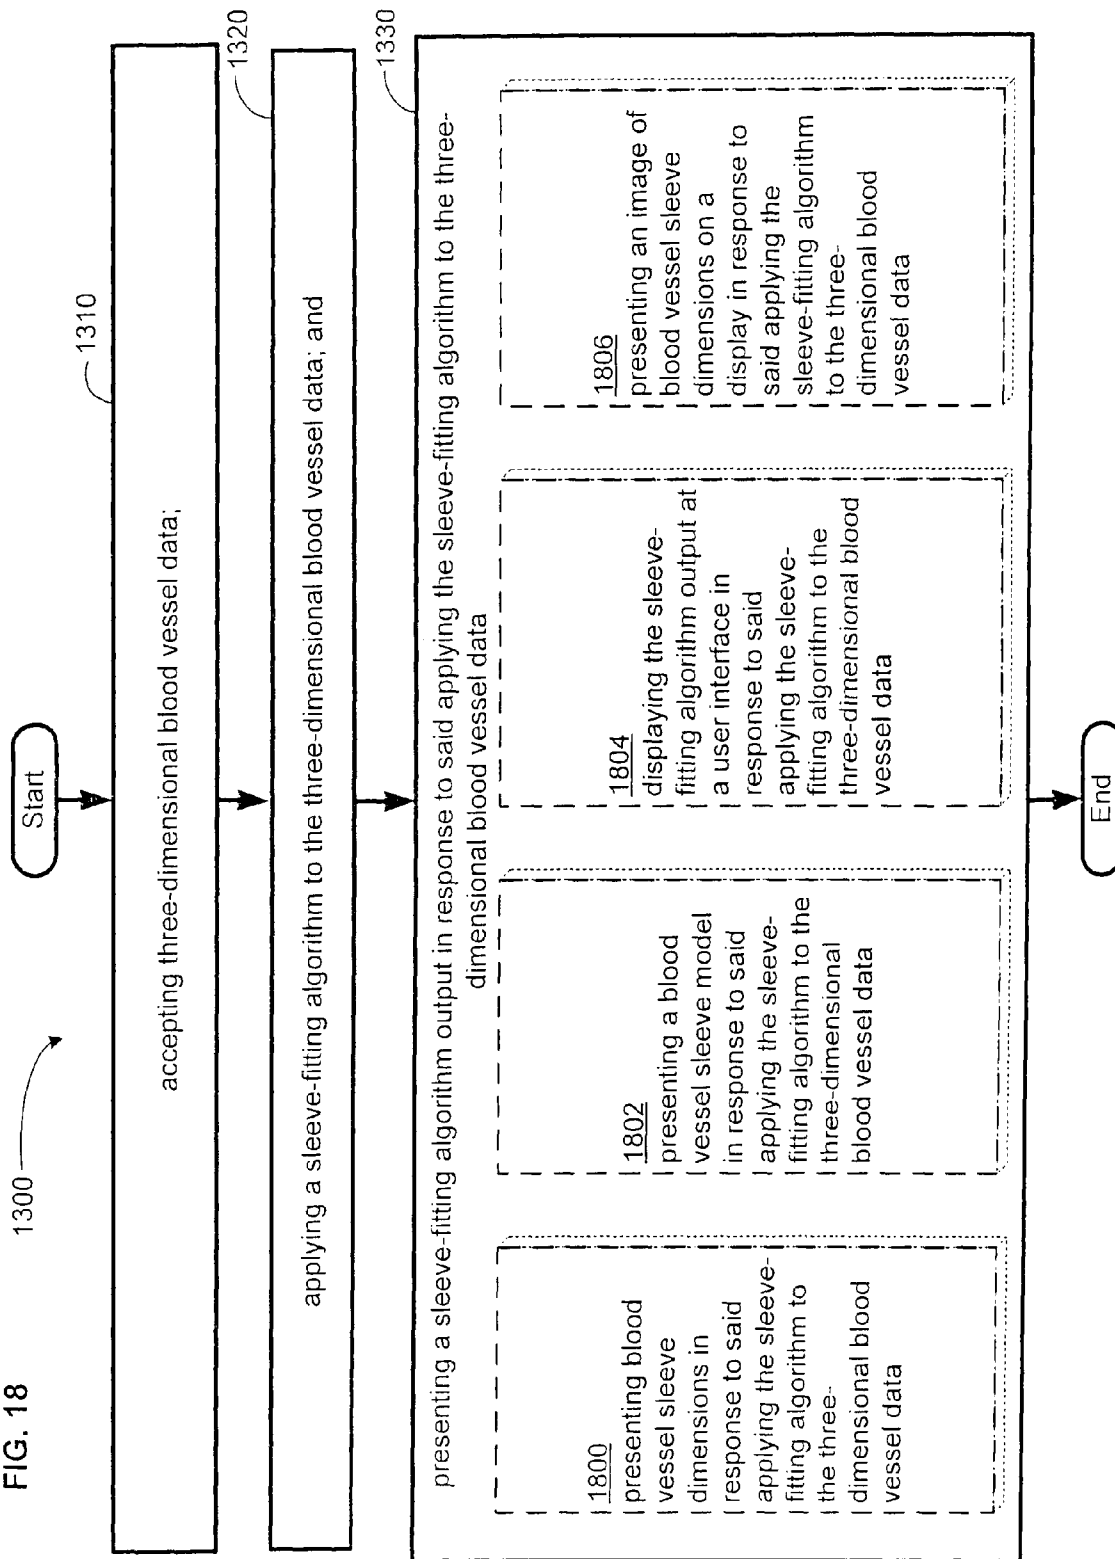 FIG. 18
1300
Start
1310
accepting three-dimensional blood vessel data;
1320
applying a sleeve-fitting algorithm to the three-dimensional blood vessel data; and
1330
presenting a sleeve-fitting algorithm output in response to said applying the sleeve-fitting algorithm to the three-
dimensional blood vessel data
1800
presenting blood
vessel sleeve
dimensions in
response to said
applying the sleeve-
fitting algorithm to
the three-
dimensional blood
vessel data
1802
presenting a blood
vessel sleeve model
in response to said
applying the sleeve-
fitting algorithm to the
three-dimensional
blood vessel data
1804
displaying the sleeve-
fitting algorithm output at
a user interface in
response to said
applying the sleeve-
fitting algorithm to the
three-dimensional blood
vessel data
1806
presenting an image of
blood vessel sleeve
dimensions on a
display in response to
said applying the
sleeve-fitting algorithm
to the three-
dimensional blood
vessel data
End